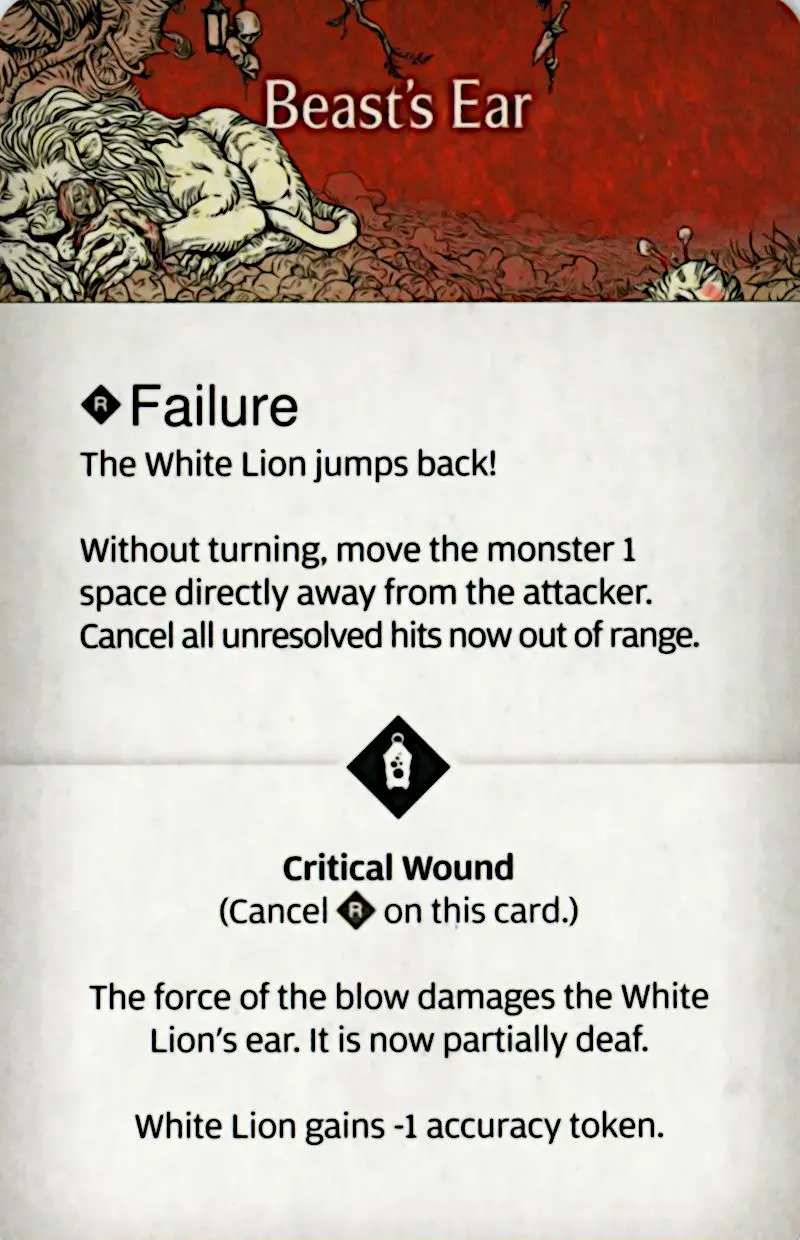 Beast's Ear
R Failure
The White Lion jumps back!
Without turning, move the monster 1
space directly away from the attacker.
Cancel all unresolved hits now out of range.
Critical Wound
(Cancel R on this card.)
The force of the blow damages the White
Lion's ear. It is now partially deaf.
White Lion gains -1 accuracy token.